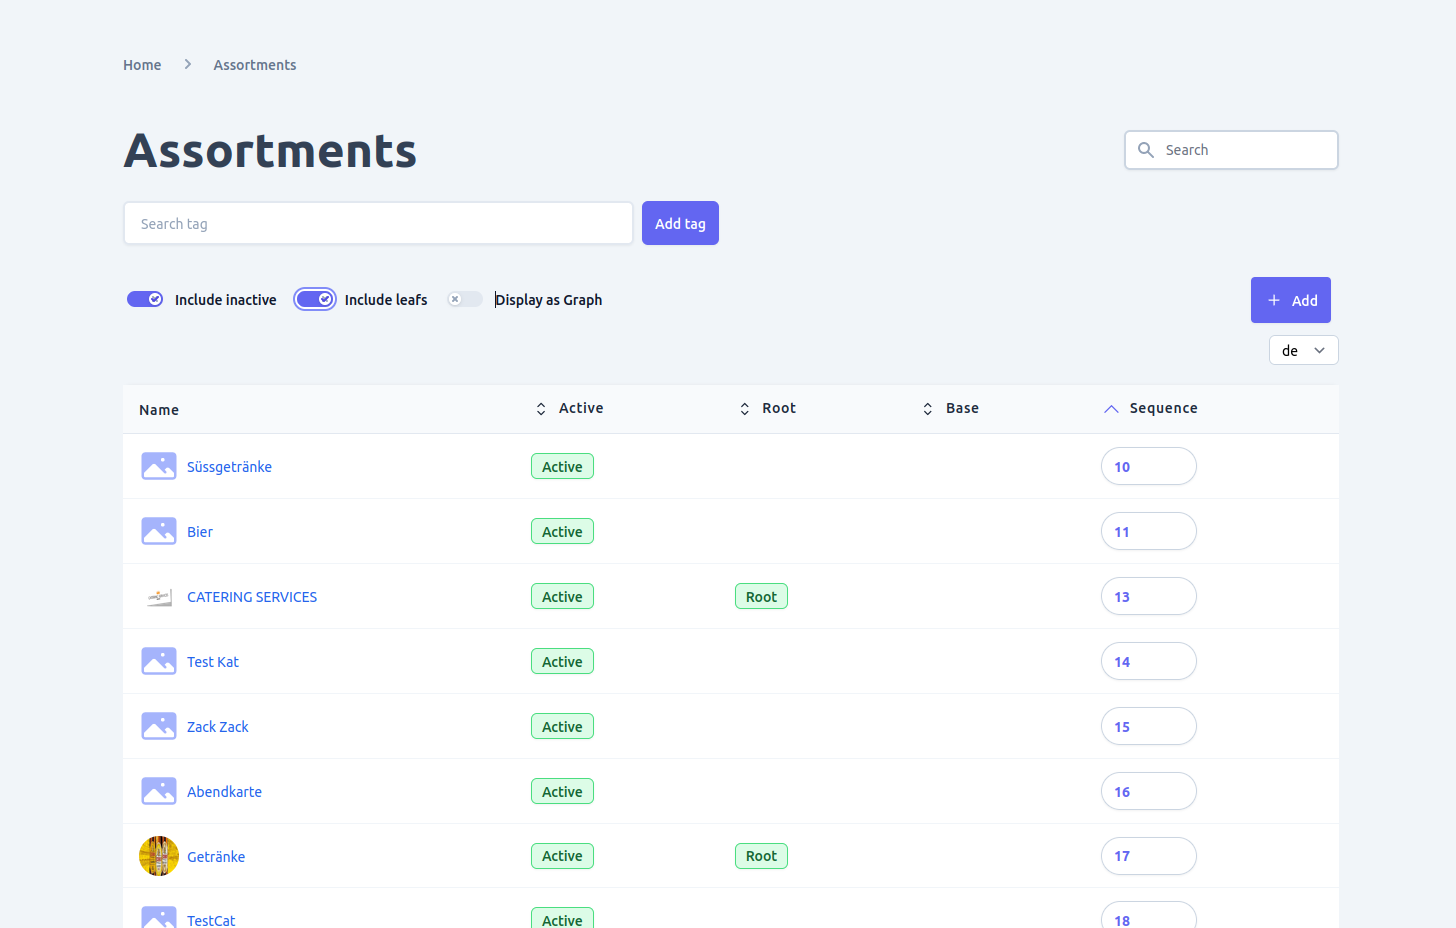 Home > Assortments
Assortments
Search
Search tag
Add tag
Include inactive
Include leafs
Display as Graph
+ Add
de
Name Active Root Base Sequence
Süssgetränke Active 10
Bier Active 11
CATERING SERVICES Active Root 13
Test Kat Active 14
Zack Zack Active 15
Abendkarte Active 16
Getränke Active Root 17
TestCat Active 18